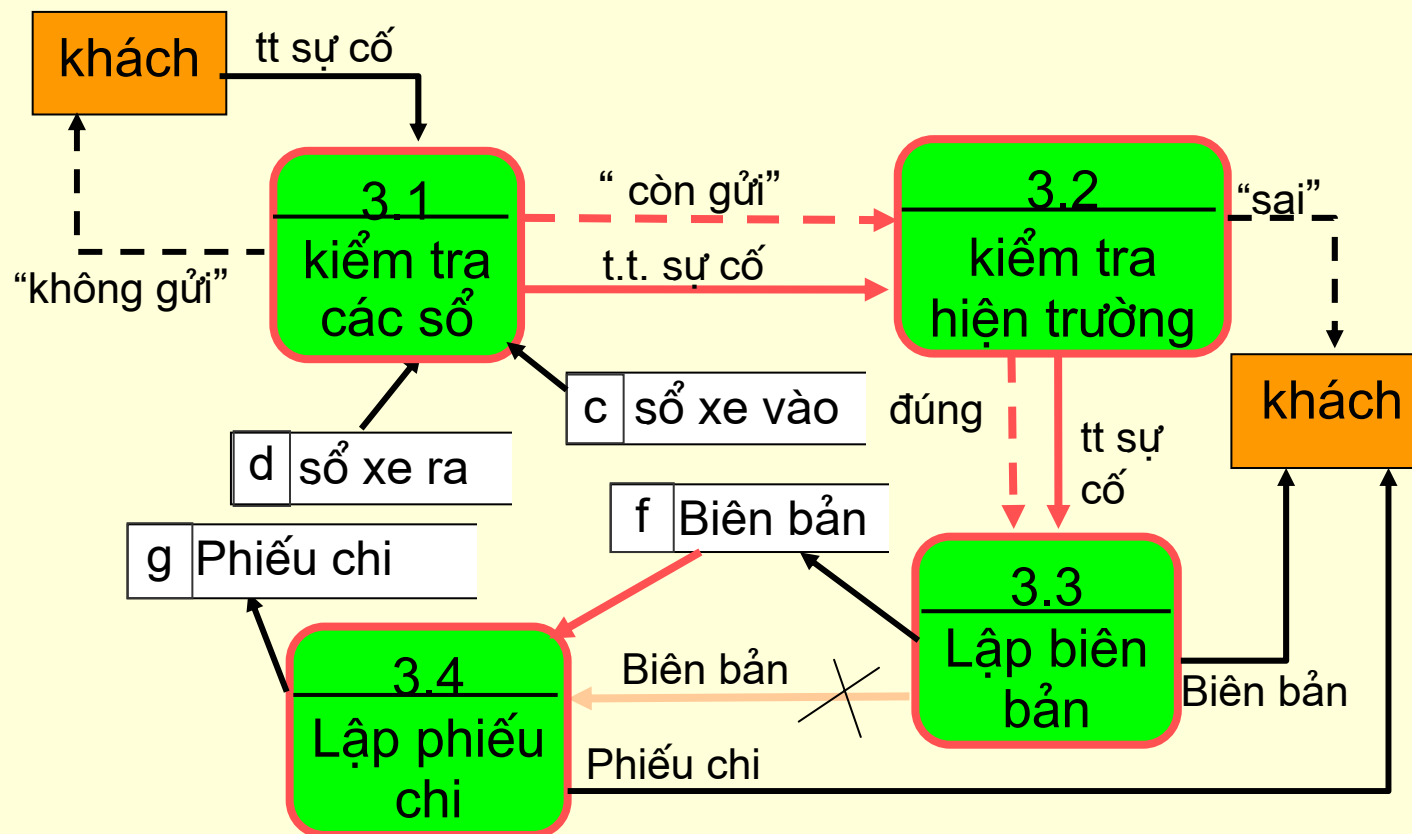 khách
tt sự cố
3.1
kiểm tra
các sổ
“ còn gửi”
t.t. sự cố
3.2
kiểm tra
hiện trường
“sai”
“không gửi”
khách
c sổ xe vào
đúng
tt sự
cố
d sổ xe ra
f Biên bản
g Phiếu chi
3.3
Lập biên
bản
Biên bản
Biên bản
3.4
Lập phiếu
chi
Phiếu chi